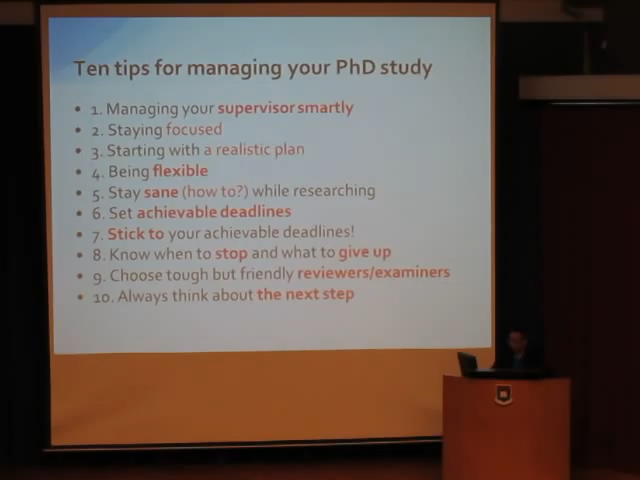 Ten tips for managing your PhD study
• 1. Managing your supervisor smartly
• 2. Staying focused
• 3. Starting with a realistic plan
• 4. Being flexible
• 5. Stay sane (how to?) while researching
• 6. Set achievable deadlines
• 7. Stick to your achievable deadlines!
• 8. Know when to stop and what to give up
• 9. Choose tough but friendly reviewers/examiners
• 10. Always think about the next step